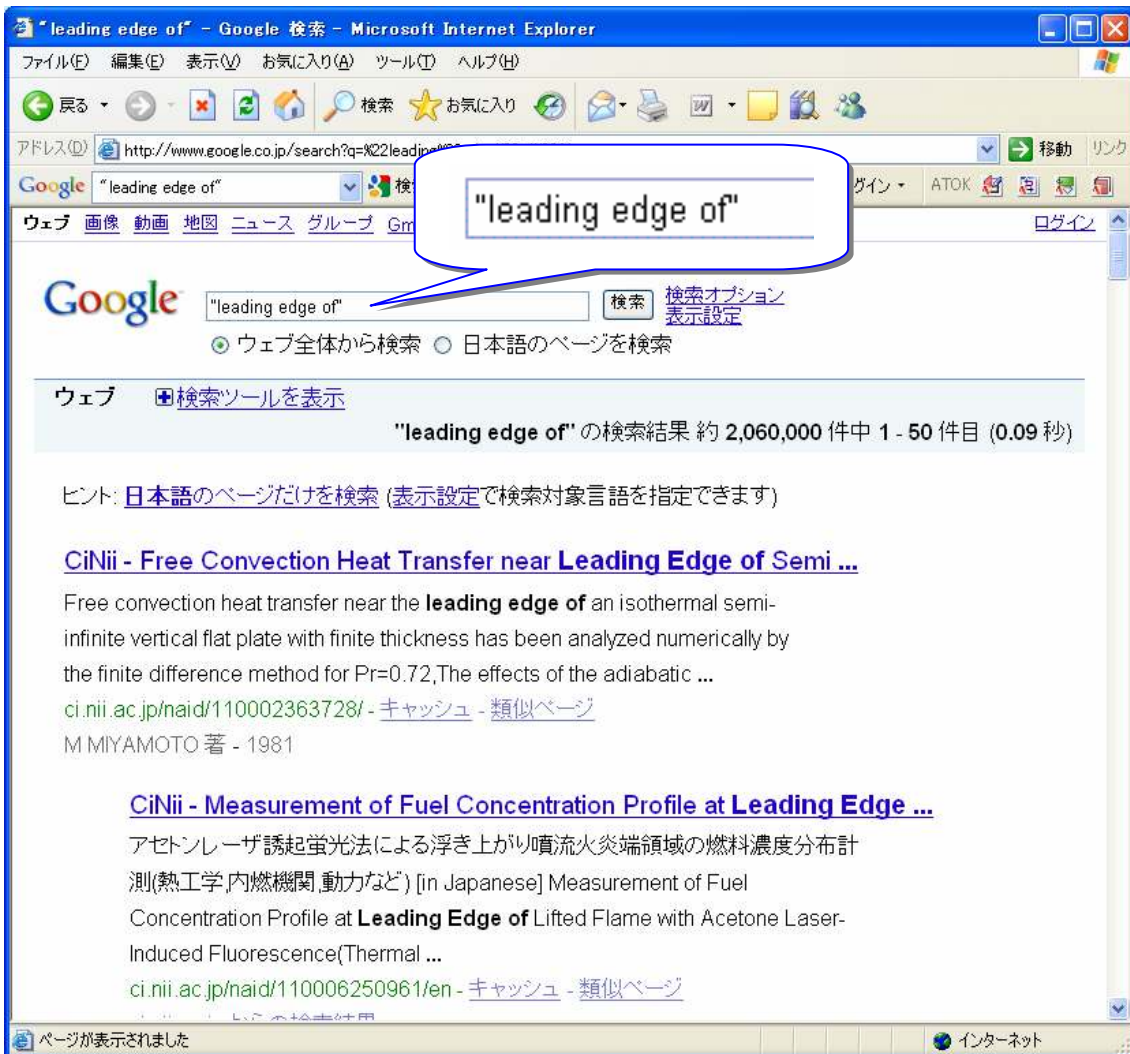 "leading edge of" - Google 検索 - Microsoft Internet Explorer
ファイル(F) 編集(E) 表示(V) お気に入り(A) ツール(T) ヘルプ(H)
戻る 検索 お気に入り
アドレス(D) http://www.google.co.jp/search?q=%22leading 移動 リンク
Google "leading edge of" 検 グイン ATOK
"leading edge of"
ウェブ 画像 動画 地図 ニュース グループ Gm ログイン
Google "leading edge of" 検索 検索オプション
表示設定
ウェブ全体から検索 日本語のページを検索
ウェブ 検索ツールを表示
"leading edge of" の検索結果 約 2,060,000 件中 1 - 50 件目 (0.09 秒)
ヒント: 日本語のページだけを検索 (表示設定で検索対象言語を指定できます)
CiNii - Free Convection Heat Transfer near Leading Edge of Semi ...
Free convection heat transfer near the leading edge of an isothermal semi-
infinite vertical flat plate with finite thickness has been analyzed numerically by
the finite difference method for Pr=0.72,The effects of the adiabatic ...
ci.nii.ac.jp/naid/110002363728/ - キャッシュ - 類似ページ
M MIYAMOTO 著 - 1981
CiNii - Measurement of Fuel Concentration Profile at Leading Edge ...
アセトンレーザ誘起蛍光法による浮き上がり噴流火炎端領域の燃料濃度分布計
測(熱工学,内燃機関,動力など) [in Japanese] Measurement of Fuel
Concentration Profile at Leading Edge of Lifted Flame with Acetone Laser-
Induced Fluorescence(Thermal ...
ci.nii.ac.jp/naid/110006250961/en - キャッシュ - 類似ページ
ページが表示されました インターネット